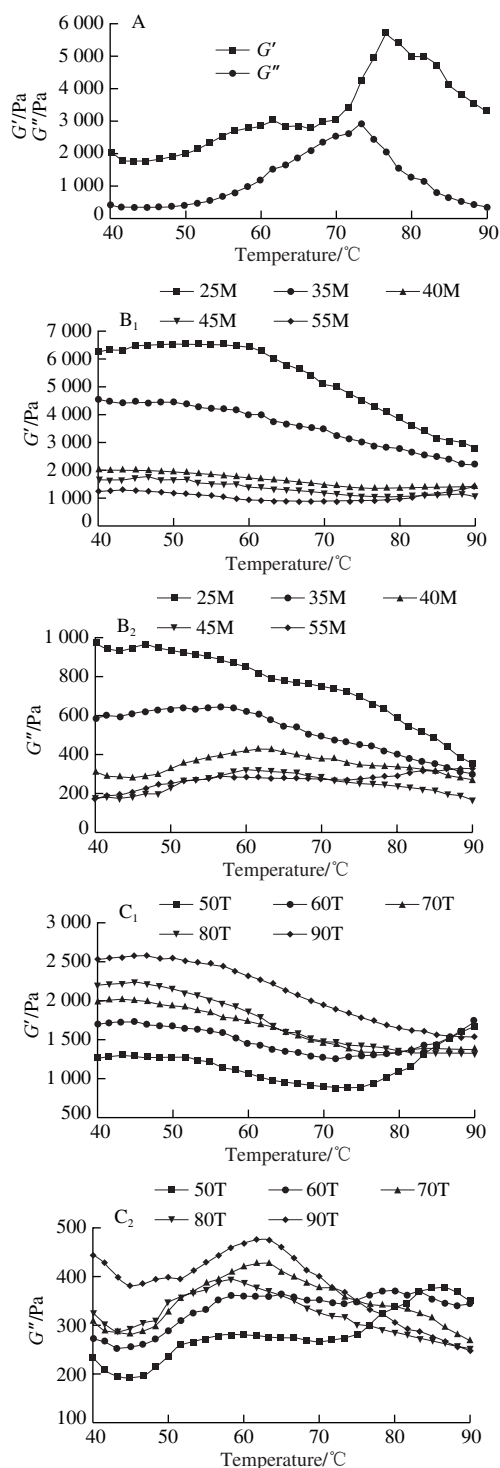 A
6 000
5 000
4 000
3 000
2 000
1 000
0
G′/Pa
G″/Pa
G′
G″
40 50 60 70 80 90
Temperature/℃
25M 35M 40M
45M 55M
B₁
7 000
6 000
5 000
4 000
3 000
2 000
1 000
0
G′/Pa
40 50 60 70 80 90
Temperature/℃
25M 35M 40M
45M 55M
B₂
1 000
800
600
400
200
0
G″/Pa
40 50 60 70 80 90
Temperature/℃
50T 60T 70T
80T 90T
C₁
3 000
2 500
2 000
1 500
1 000
500
G′/Pa
40 50 60 70 80 90
Temperature/℃
50T 60T 70T
80T 90T
C₂
500
400
300
200
100
G″/Pa
40 50 60 70 80 90
Temperature/℃